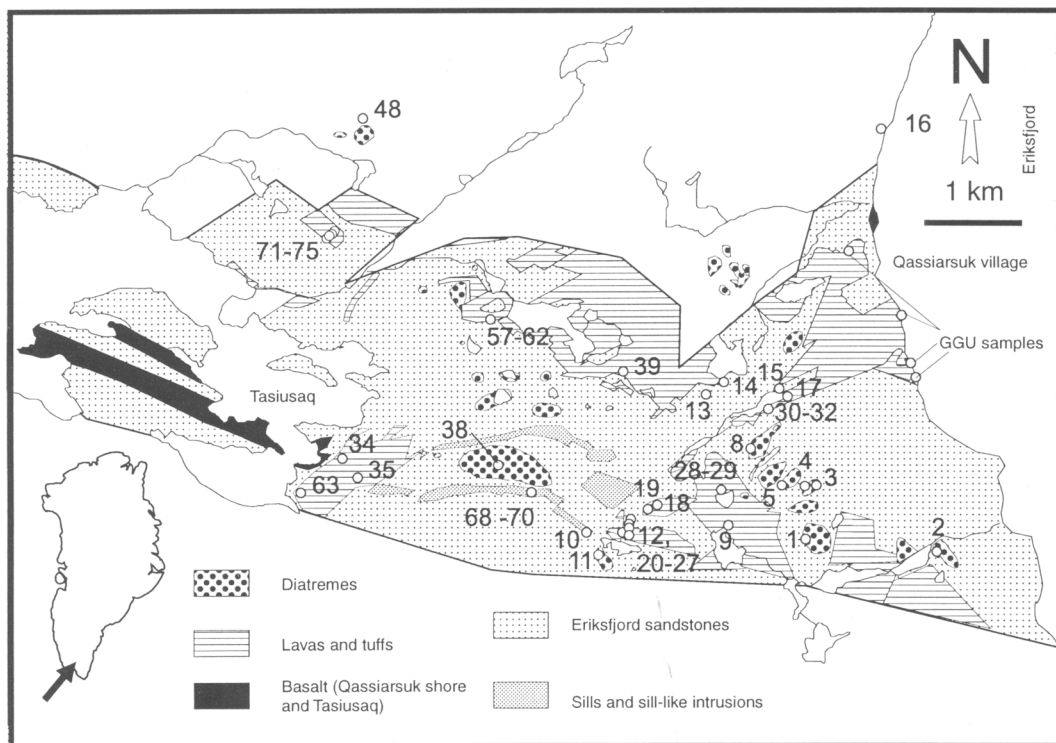 N
48
16
Eriksfjord
1 km
71-75
Qassiarsuk village
57-62
GGU samples
39
15
14
17
Tasiusaq
13
30-32
38
34
8
28-29
4
3
35
19
5
63
18
68 -70
10
12,
9
1
2
11
20-27
Diatremes
Eriksfjord sandstones
Lavas and tuffs
Basalt (Qassiarsuk shore
and Tasiusaq)
Sills and sill-like intrusions